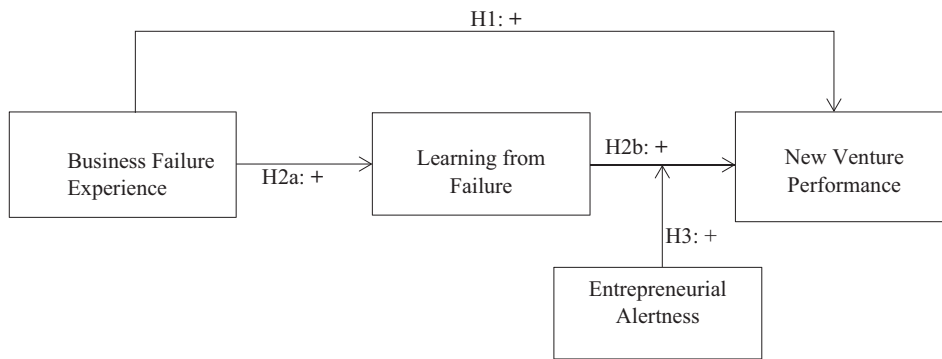 H1: +
Business Failure
Experience
H2a: +
Learning from
Failure
H2b: +
New Venture
Performance
H3: +
Entrepreneurial
Alertness